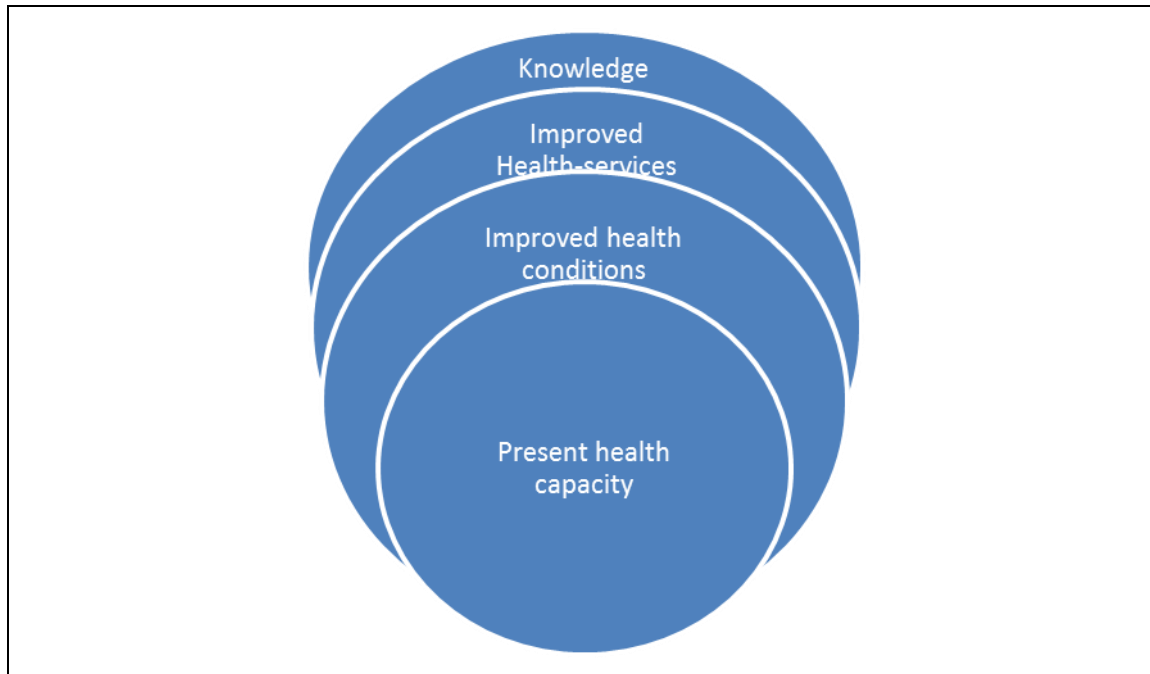 Knowledge
Improved
Health-services
Improved health
conditions
Present health
capacity